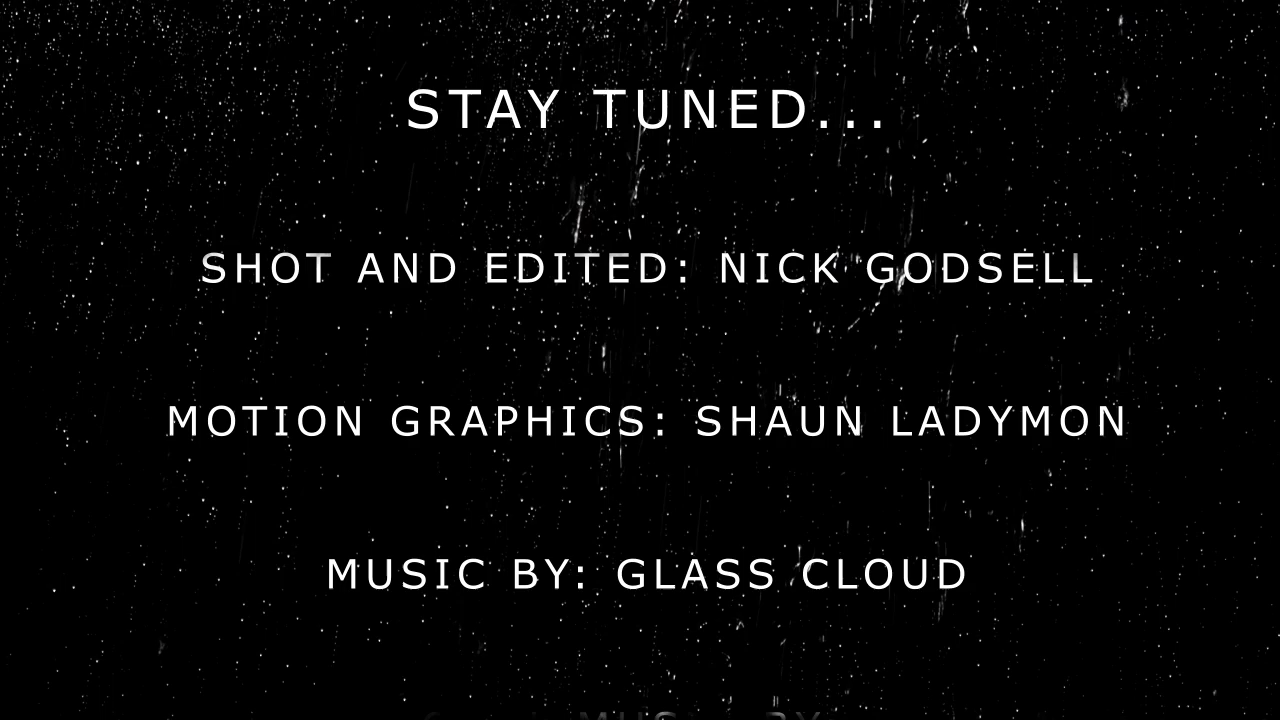 STAY TUNED...
SHOT AND EDITED: NICK GODSELL
MOTION GRAPHICS: SHAUN LADYMON
MUSIC BY: GLASS CLOUD